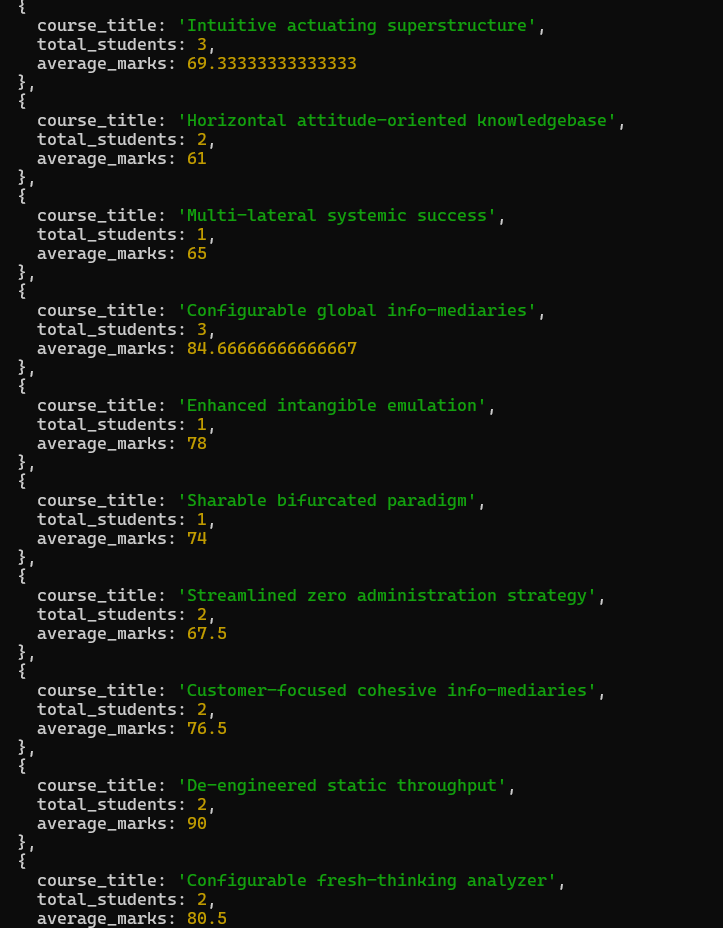 {
course_title: 'Intuitive actuating superstructure',
total_students: 3,
average_marks: 69.33333333333333
},
{
course_title: 'Horizontal attitude-oriented knowledgebase',
total_students: 2,
average_marks: 61
},
{
course_title: 'Multi-lateral systemic success',
total_students: 1,
average_marks: 65
},
{
course_title: 'Configurable global info-mediaries',
total_students: 3,
average_marks: 84.66666666666667
},
{
course_title: 'Enhanced intangible emulation',
total_students: 1,
average_marks: 78
},
{
course_title: 'Sharable bifurcated paradigm',
total_students: 1,
average_marks: 74
},
{
course_title: 'Streamlined zero administration strategy',
total_students: 2,
average_marks: 67.5
},
{
course_title: 'Customer-focused cohesive info-mediaries',
total_students: 2,
average_marks: 76.5
},
{
course_title: 'De-engineered static throughput',
total_students: 2,
average_marks: 90
},
{
course_title: 'Configurable fresh-thinking analyzer',
total_students: 2,
average_marks: 80.5